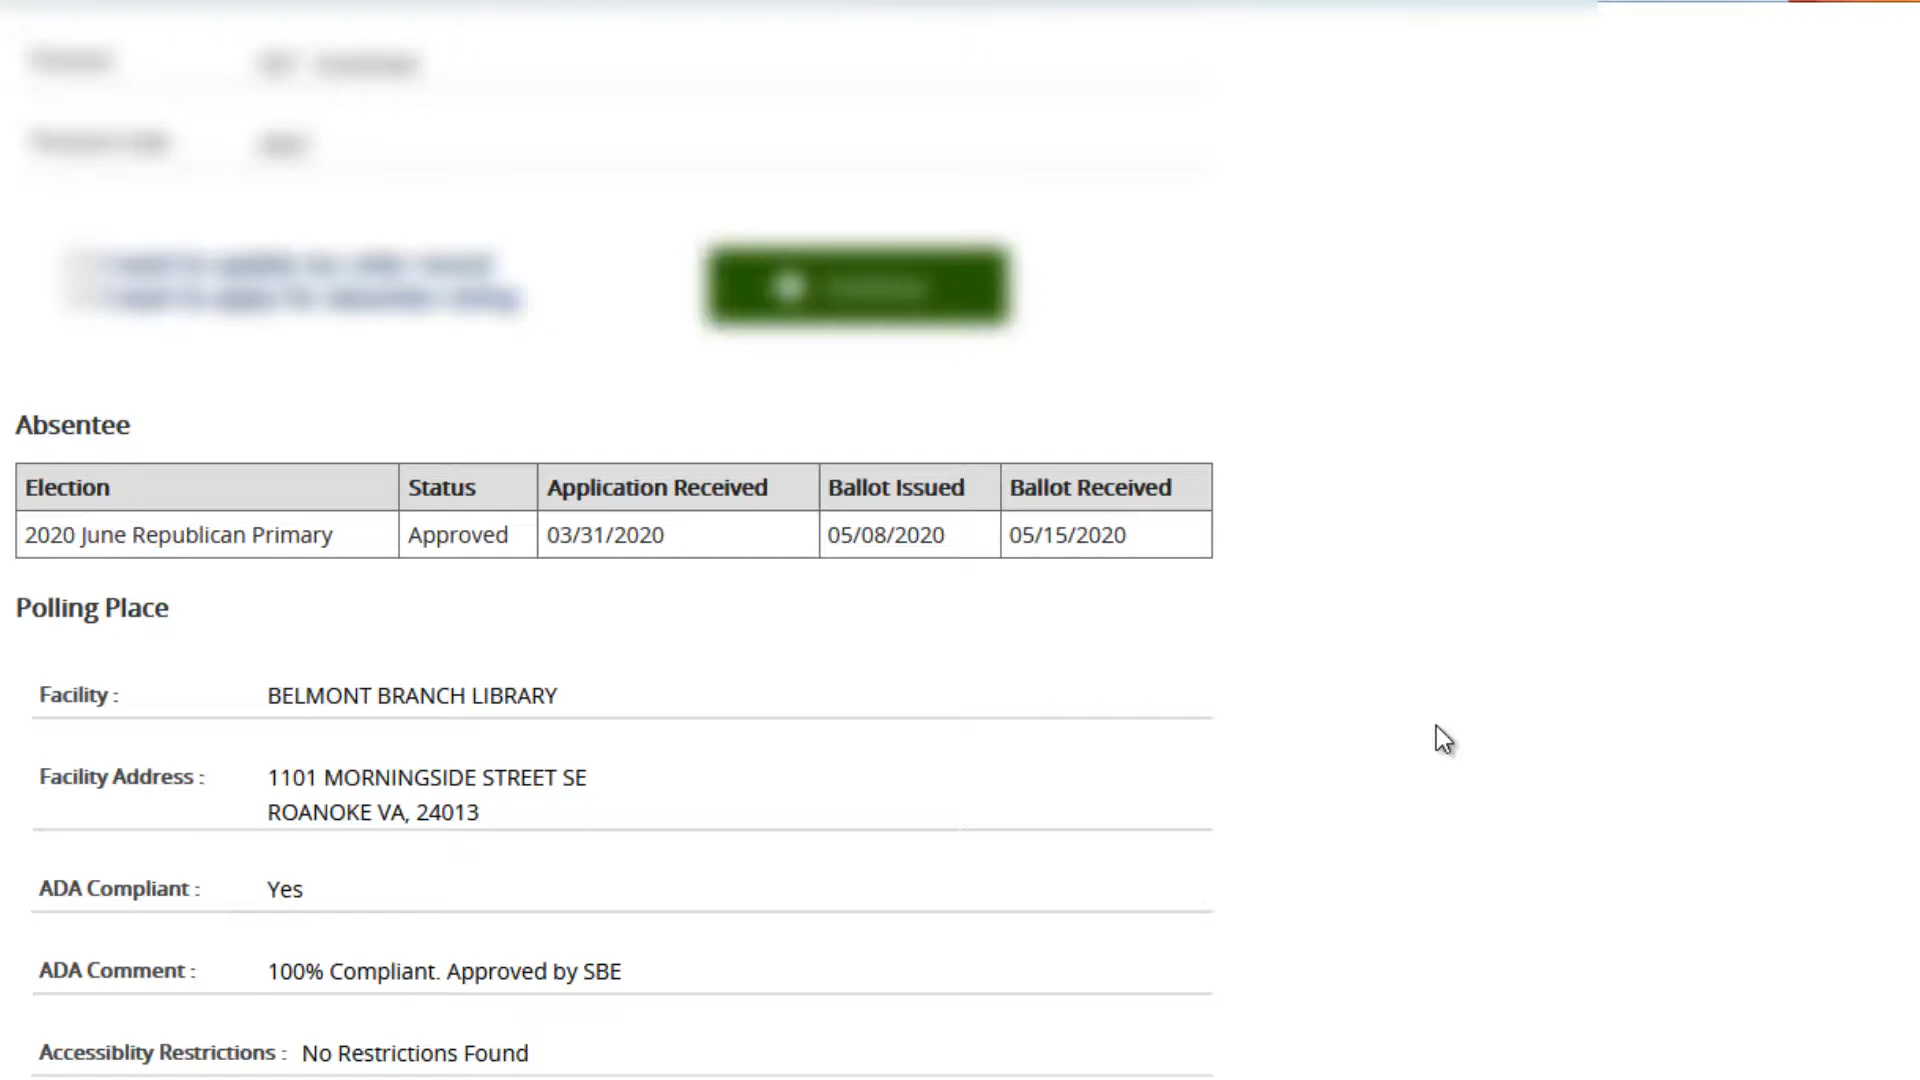 Absentee
Election Status Application Received Ballot Issued Ballot Received
2020 June Republican Primary Approved 03/31/2020 05/08/2020 05/15/2020
Polling Place
Facility : BELMONT BRANCH LIBRARY
Facility Address : 1101 MORNINGSIDE STREET SE
ROANOKE VA, 24013
ADA Compliant : Yes
ADA Comment : 100% Compliant. Approved by SBE
Accessiblity Restrictions : No Restrictions Found